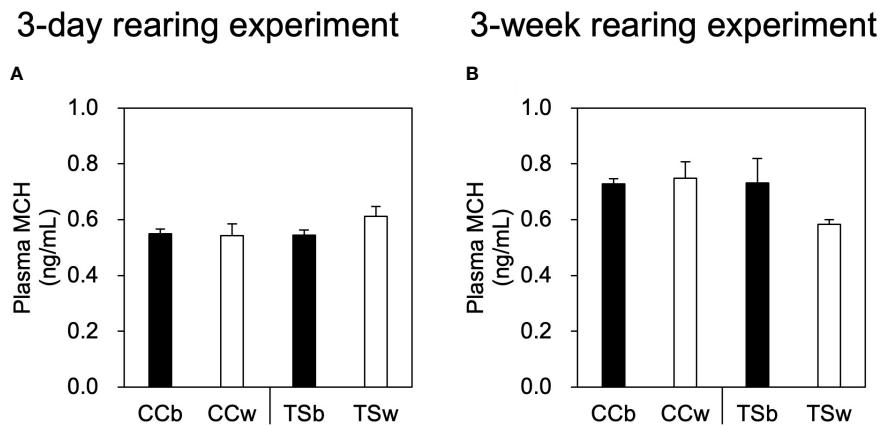 3-day rearing experiment
A
Plasma MCH
(ng/mL)
1.0
0.8
0.6
0.4
0.2
0.0
CCb CCw TSb TSw
3-week rearing experiment
B
Plasma MCH
(ng/mL)
1.0
0.8
0.6
0.4
0.2
0.0
CCb CCw TSb TSw